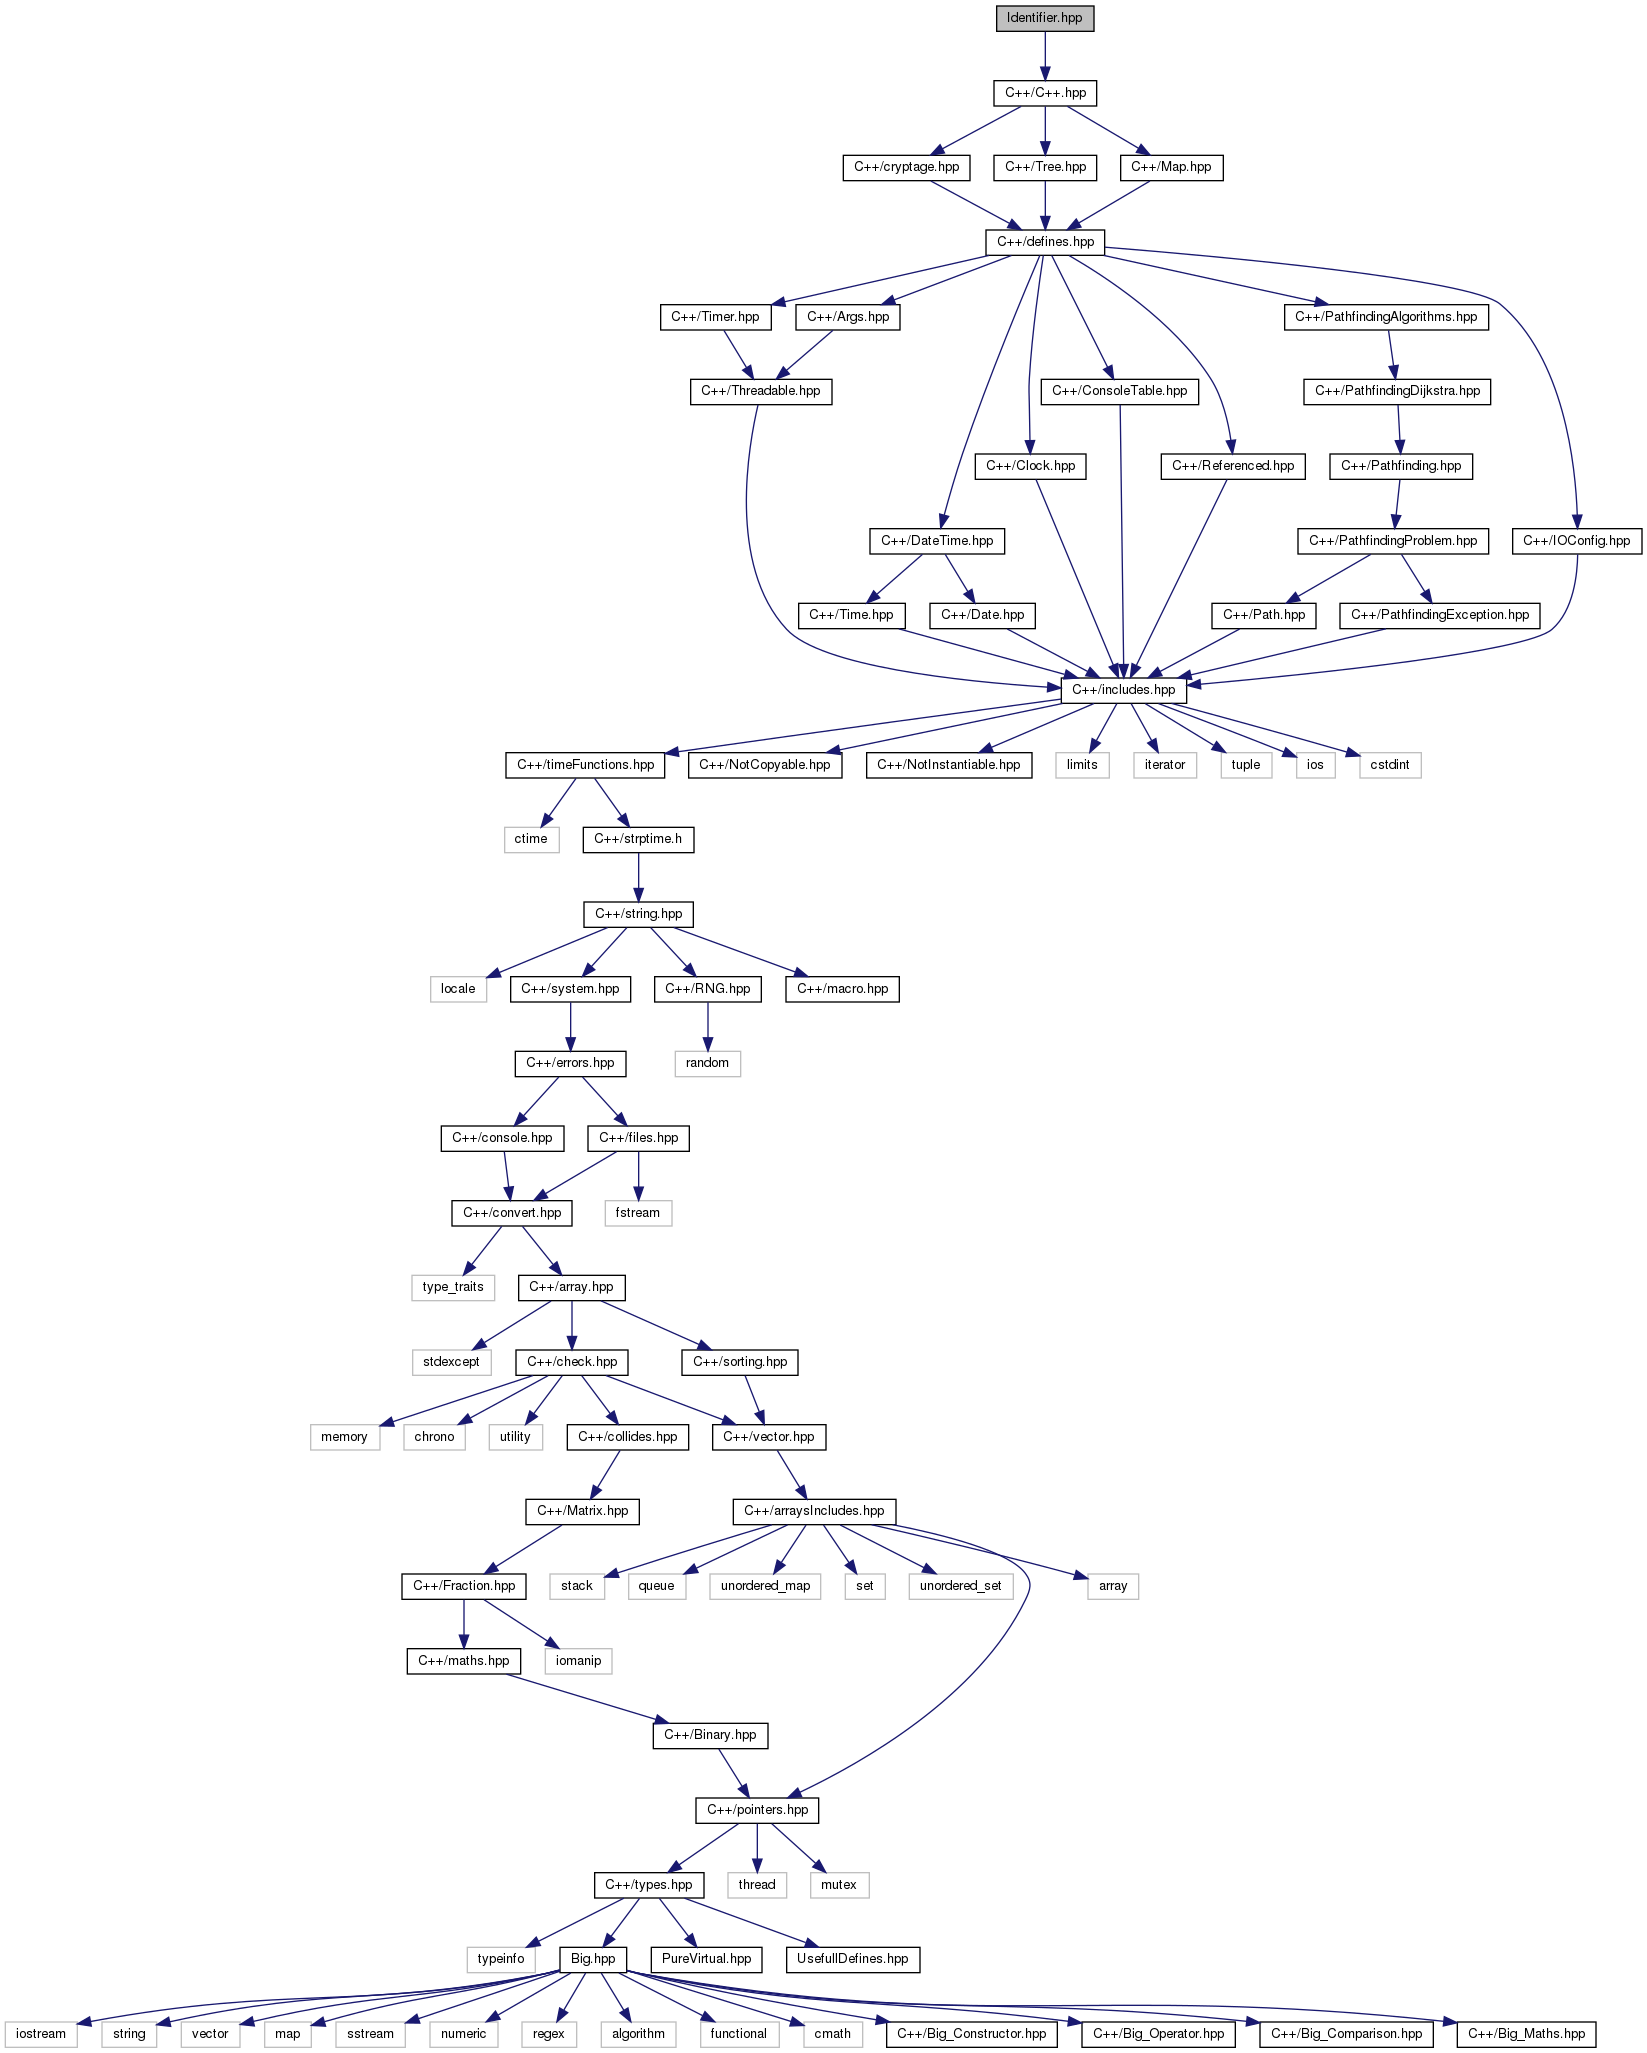 Identifier.hpp
C++/C++.hpp
C++/cryptage.hpp
C++/Tree.hpp
C++/Map.hpp
C++/defines.hpp
C++/Timer.hpp
C++/Args.hpp
C++/PathfindingAlgorithms.hpp
C++/Threadable.hpp
C++/ConsoleTable.hpp
C++/PathfindingDijkstra.hpp
C++/Clock.hpp
C++/Referenced.hpp
C++/Pathfinding.hpp
C++/DateTime.hpp
C++/PathfindingProblem.hpp
C++/IOConfig.hpp
C++/Time.hpp
C++/Date.hpp
C++/Path.hpp
C++/PathfindingException.hpp
C++/includes.hpp
C++/timeFunctions.hpp
C++/NotCopyable.hpp
C++/NotInstantiable.hpp
limits
iterator
tuple
ios
cstdint
ctime
C++/strptime.h
C++/string.hpp
locale
C++/system.hpp
C++/RNG.hpp
C++/macro.hpp
C++/errors.hpp
random
C++/console.hpp
C++/files.hpp
C++/convert.hpp
fstream
type_traits
C++/array.hpp
stdexcept
C++/check.hpp
C++/sorting.hpp
memory
chrono
utility
C++/collides.hpp
C++/vector.hpp
C++/Matrix.hpp
C++/arraysIncludes.hpp
C++/Fraction.hpp
stack
queue
unordered_map
set
unordered_set
array
C++/maths.hpp
iomanip
C++/Binary.hpp
C++/pointers.hpp
C++/types.hpp
thread
mutex
typeinfo
Big.hpp
PureVirtual.hpp
UsefullDefines.hpp
iostream
string
vector
map
sstream
numeric
regex
algorithm
functional
cmath
C++/Big_Constructor.hpp
C++/Big_Operator.hpp
C++/Big_Comparison.hpp
C++/Big_Maths.hpp